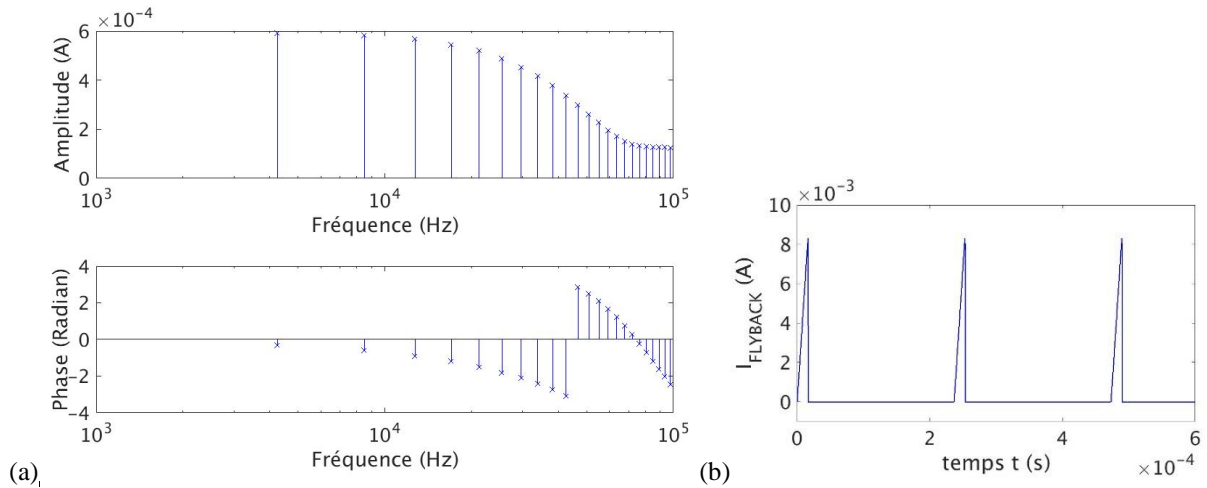 ×10⁻⁴
6
4
2
0
Amplitude (A)
10³ 10⁴ 10⁵
Fréquence (Hz)
4
2
0
−2
−4
Phase (Radian)
10³ 10⁴ 10⁵
Fréquence (Hz)
(a)
×10⁻³
10
8
6
4
2
0
I_FLYBACK (A)
0 2 4 6
temps t (s)
×10⁻⁴
(b)